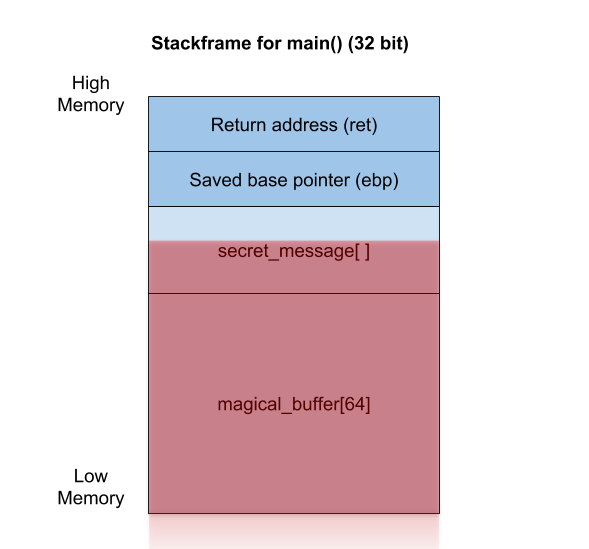 Stackframe for main() (32 bit)
High
Memory
Return address (ret)
Saved base pointer (ebp)
secret_message[ ]
magical_buffer[64]
Low
Memory